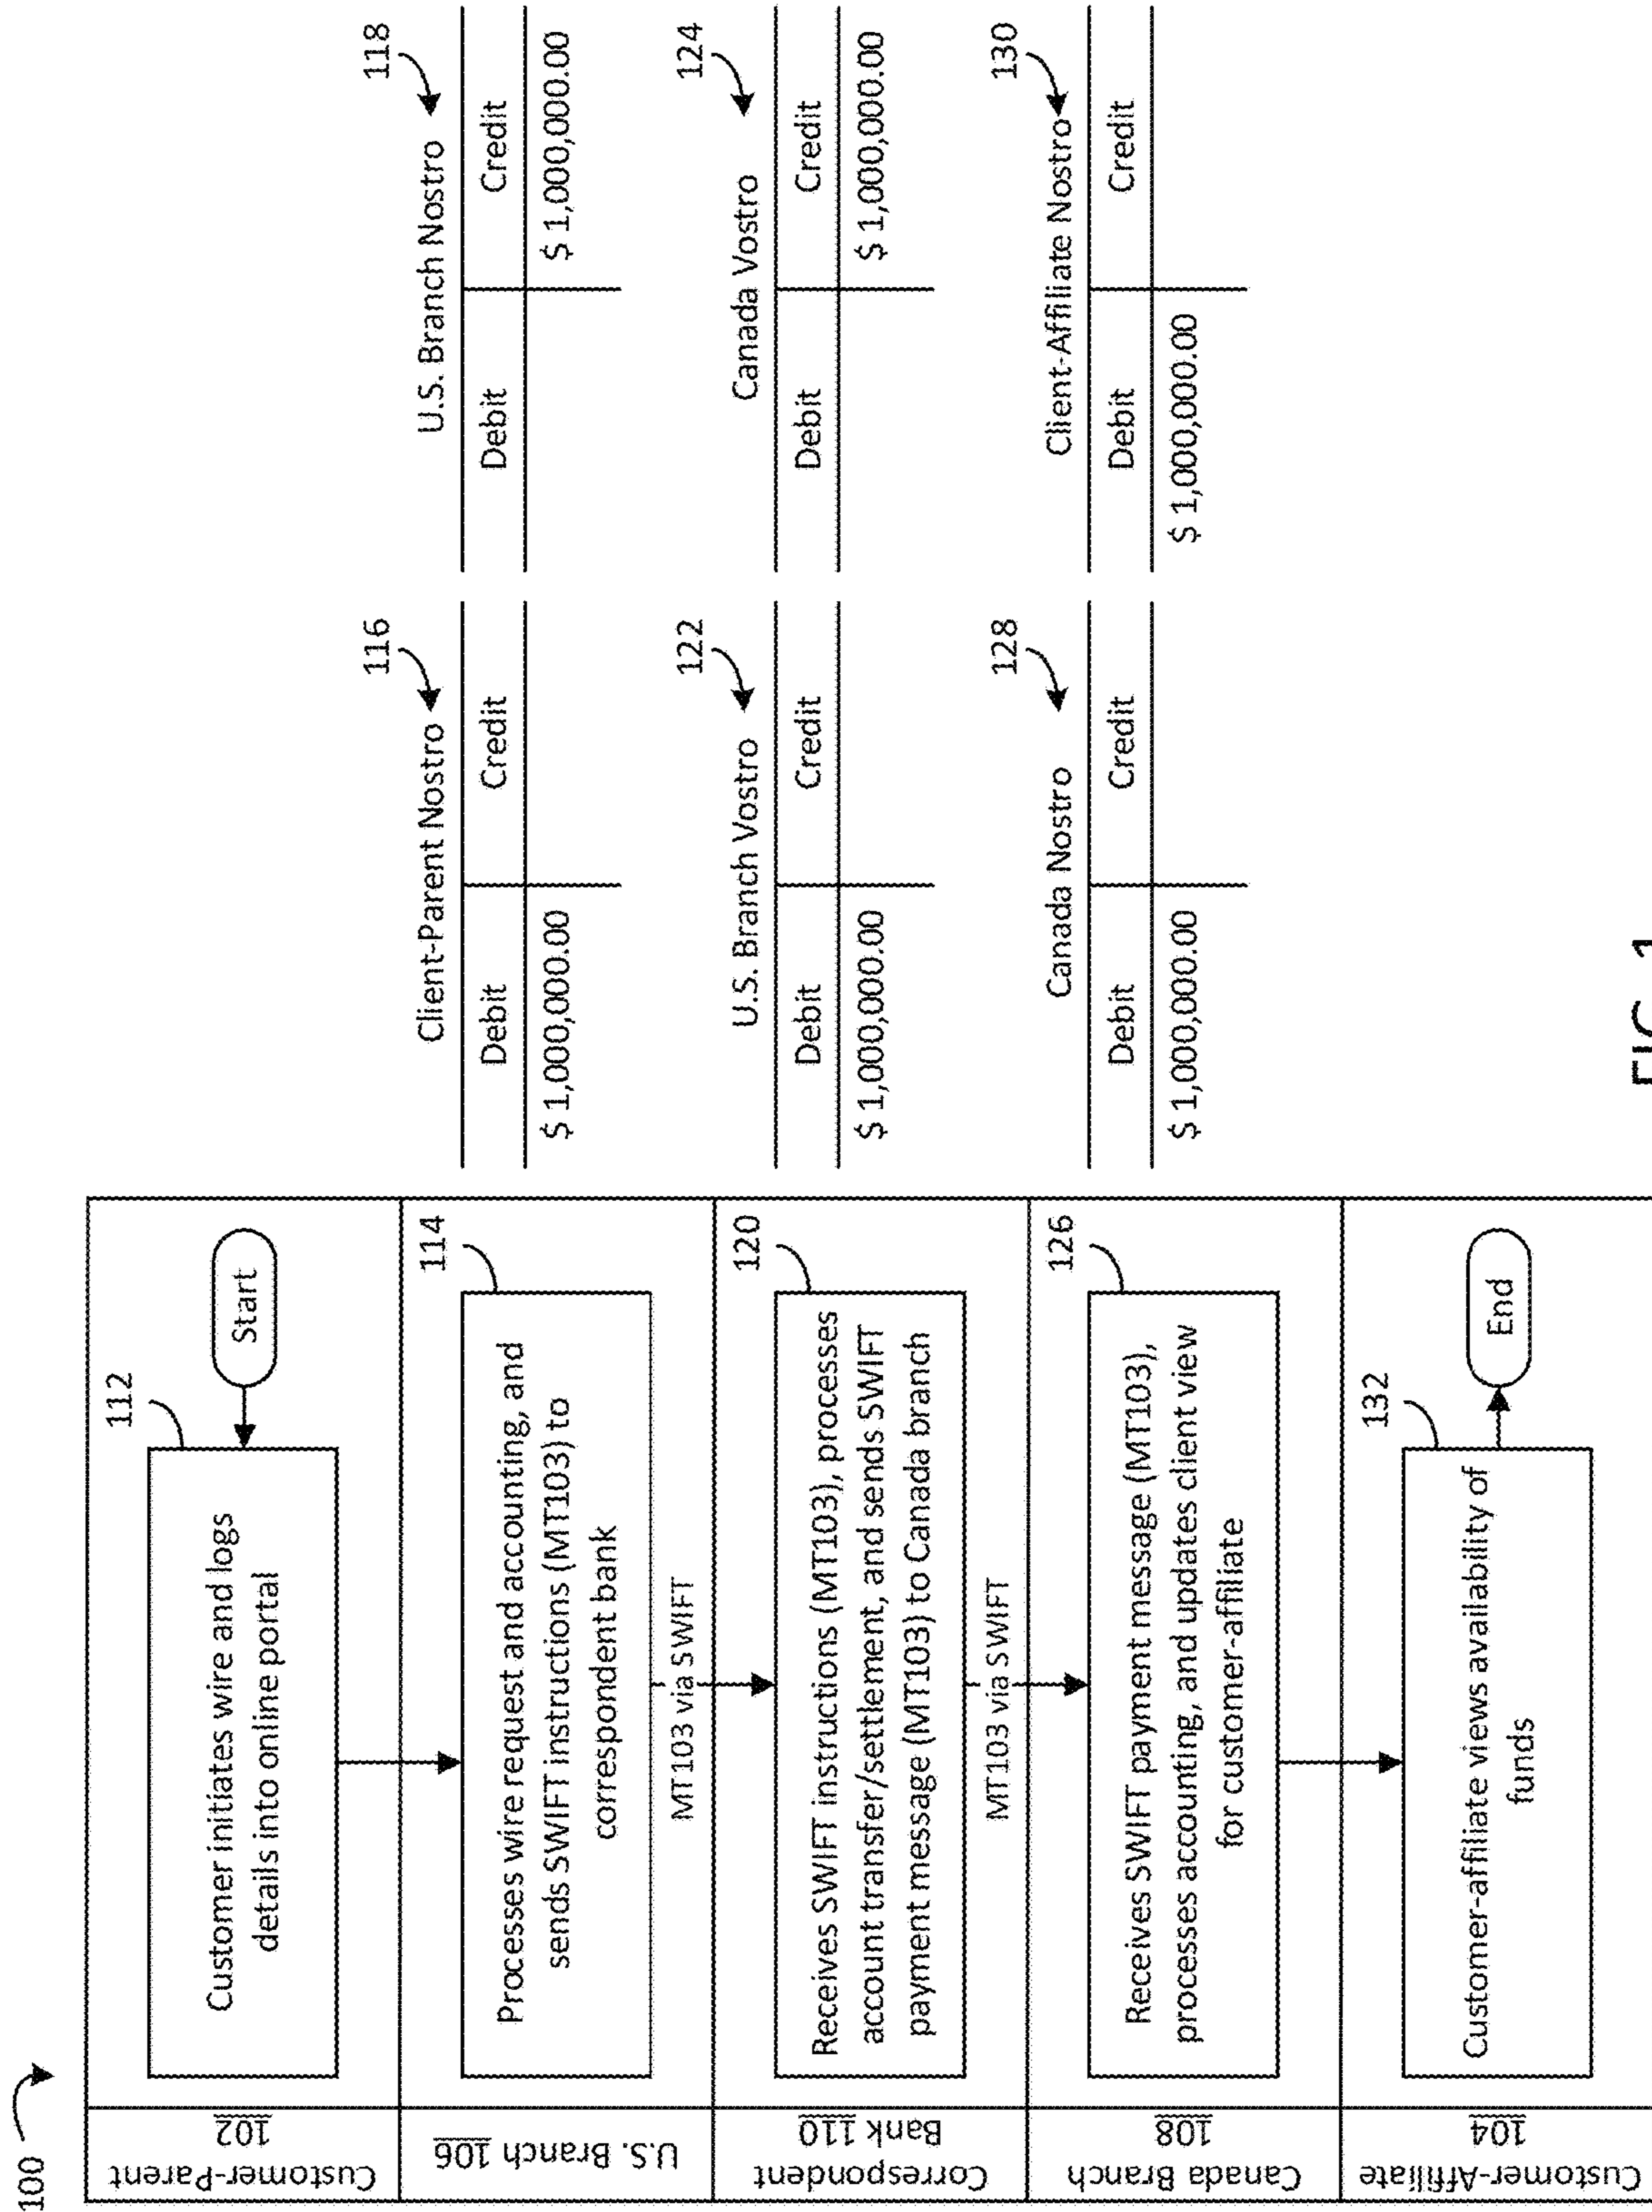 100
Customer-Parent
102
112
Start
Customer initiates wire and logs
details into online portal
U.S. Branch 106
114
Processes wire request and accounting, and
sends SWIFT instructions (MT103) to
correspondent bank
Client-Parent Nostro
116
Debit
Credit
$ 1,000,000.00
U.S. Branch Nostro
118
Debit
Credit
$ 1,000,000.00
MT103 via SWIFT
Correspondent
Bank 110
120
Receives SWIFT instructions (MT103), processes
account transfer/settlement, and sends SWIFT
payment message (MT103) to Canada branch
U.S. Branch Vostro
122
Debit
Credit
$ 1,000,000.00
Canada Vostro
124
Debit
Credit
$ 1,000,000.00
MT103 via SWIFT
Canada Branch
108
126
Receives SWIFT payment message (MT103),
processes accounting, and updates client view
for customer-affiliate
Canada Nostro
128
Debit
Credit
$ 1,000,000.00
Client-Affiliate Nostro
130
Debit
Credit
$ 1,000,000.00
Customer-Affiliate
104
132
Customer-affiliate views availability of
funds
End
FIG. 1